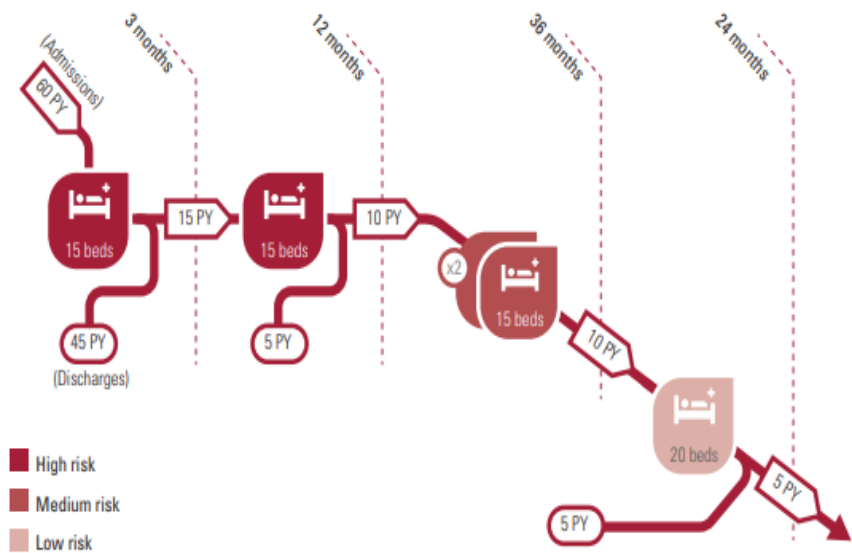 3 months
12 months
36 months
24 months
(Admissions)
60 PY
15 beds
15 PY
15 beds
10 PY
x2
15 beds
45 PY
(Discharges)
5 PY
10 PY
20 beds
5 PY
5 PY
High risk
Medium risk
Low risk